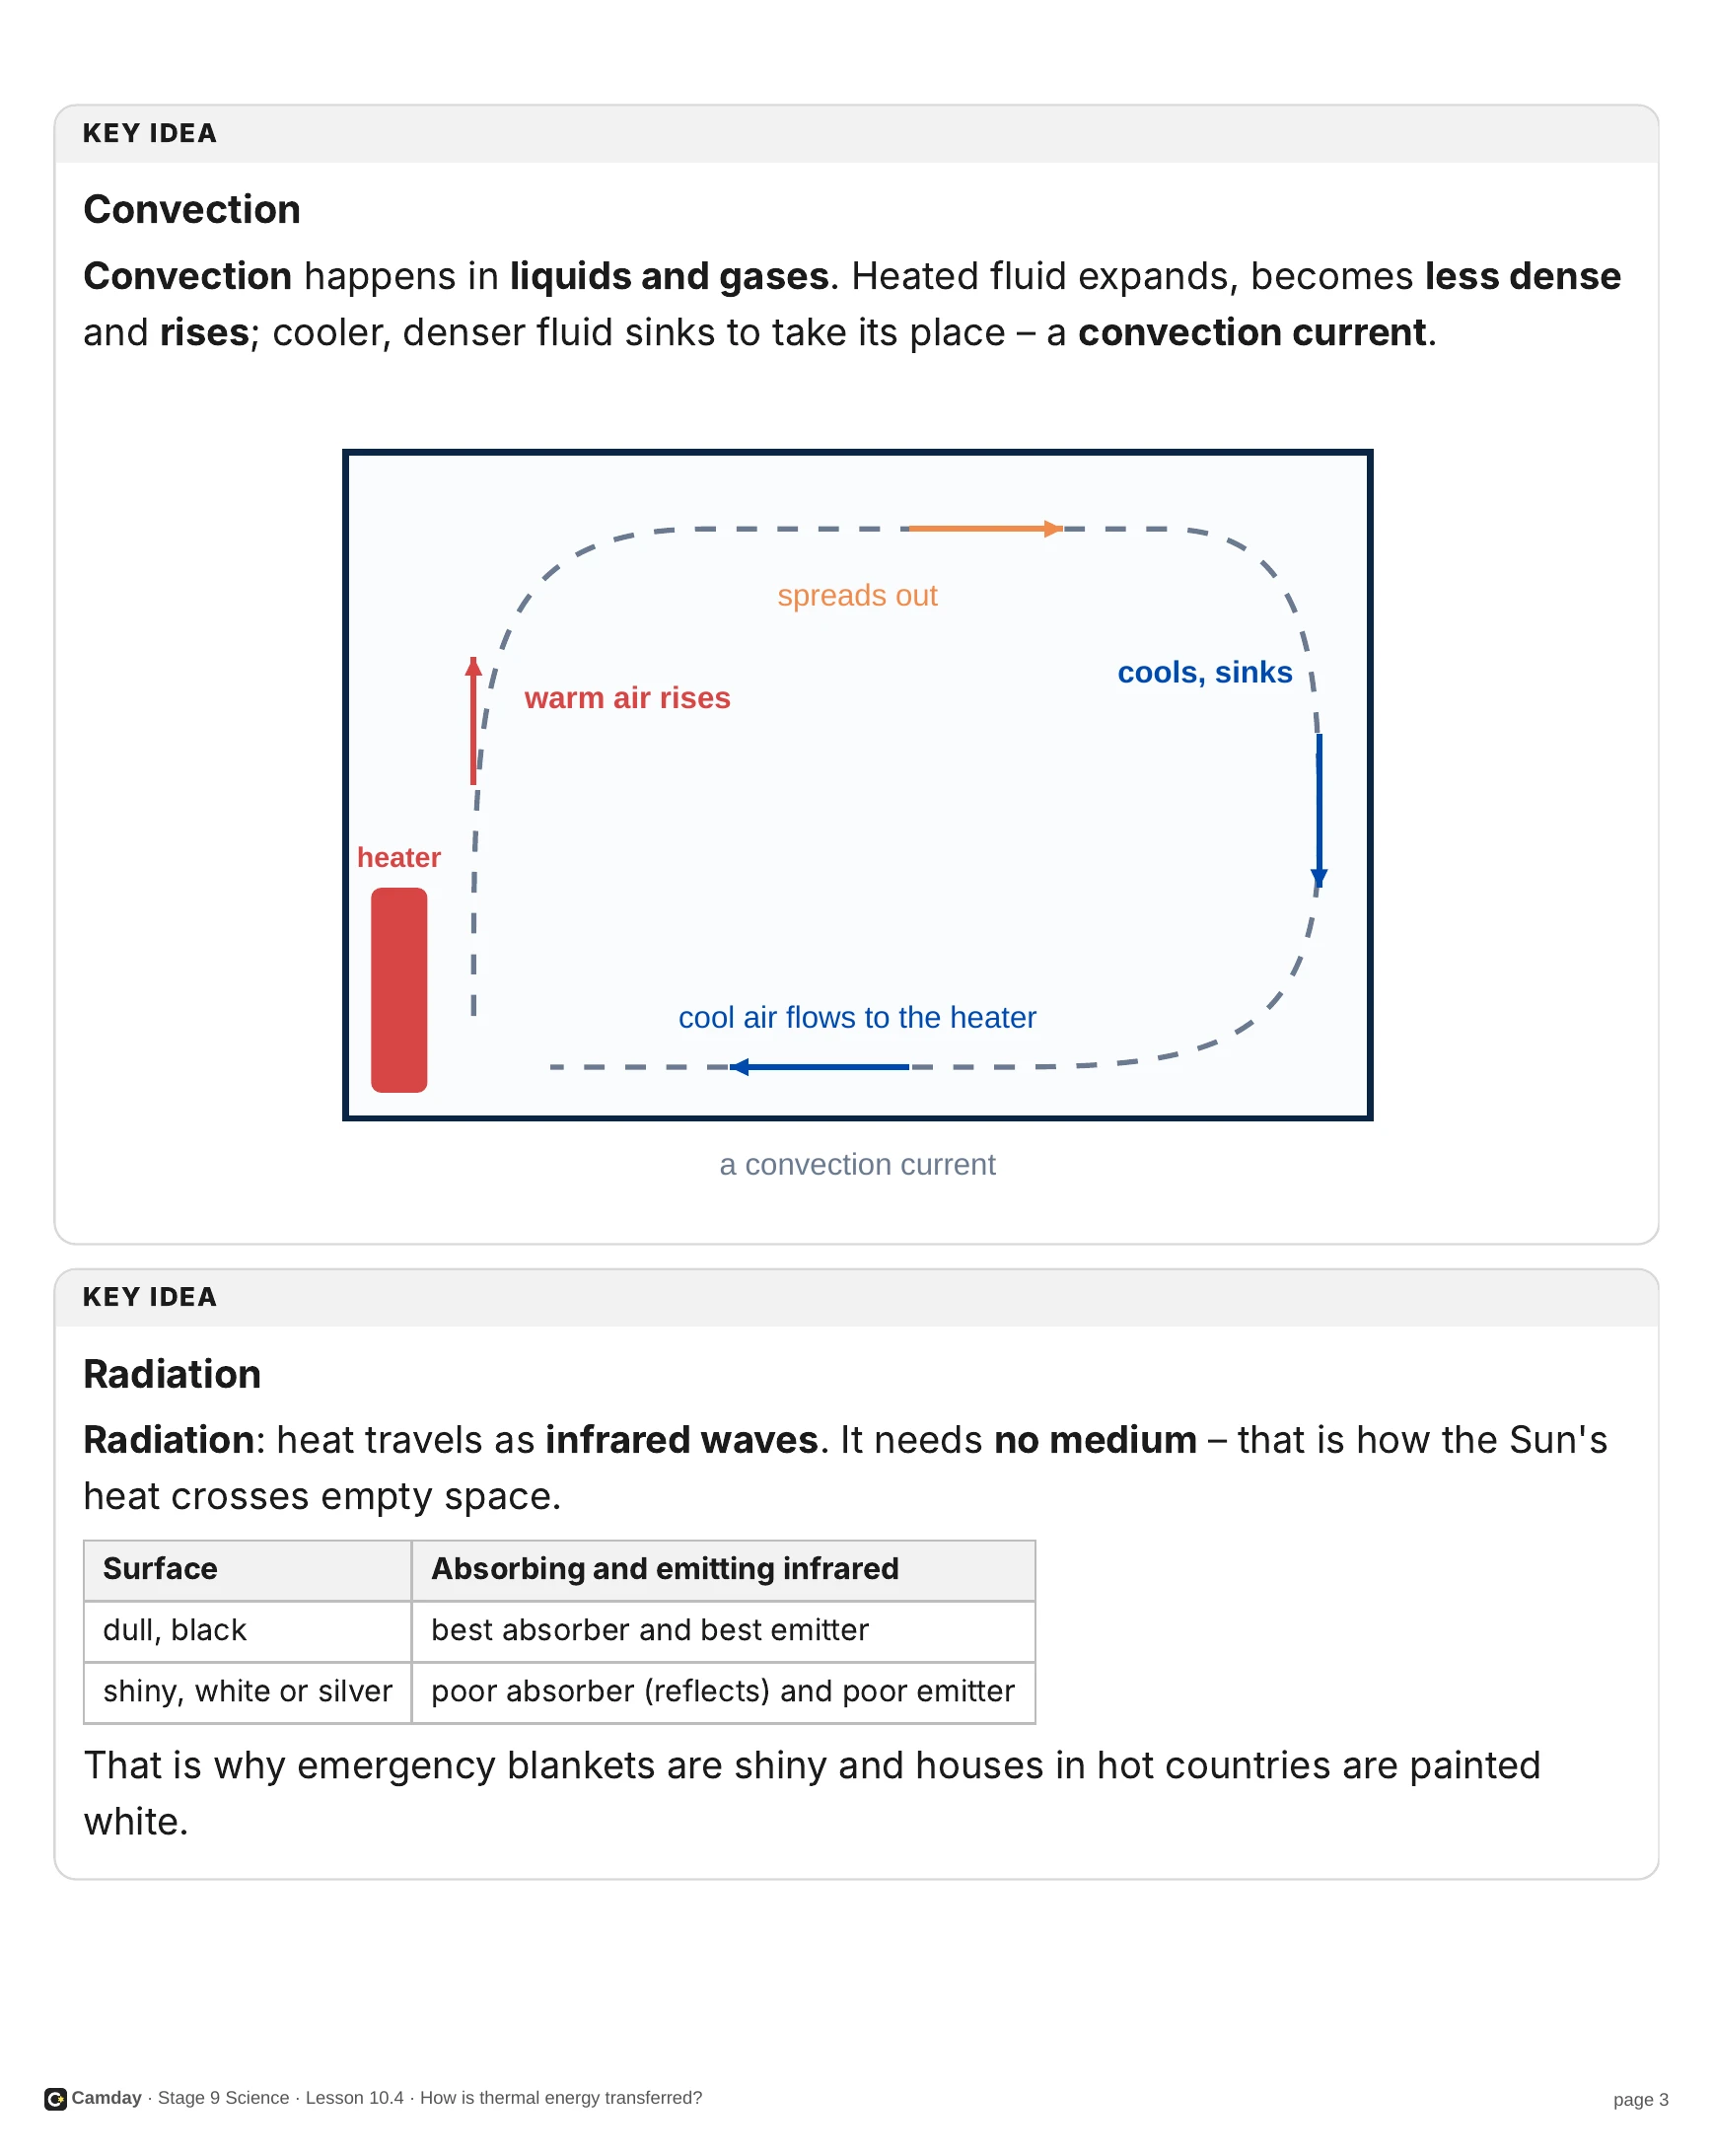 KEY IDEA
Convection
Convection happens in liquids and gases. Heated fluid expands, becomes less dense
and rises; cooler, denser fluid sinks to take its place – a convection current.
spreads out
cools, sinks
warm air rises
heater
cool air flows to the heater
a convection current
KEY IDEA
Radiation
Radiation: heat travels as infrared waves. It needs no medium – that is how the Sun's
heat crosses empty space.
Surface Absorbing and emitting infrared
dull, black best absorber and best emitter
shiny, white or silver poor absorber (reflects) and poor emitter
That is why emergency blankets are shiny and houses in hot countries are painted
white.
Camday · Stage 9 Science · Lesson 10.4 · How is thermal energy transferred? page 3